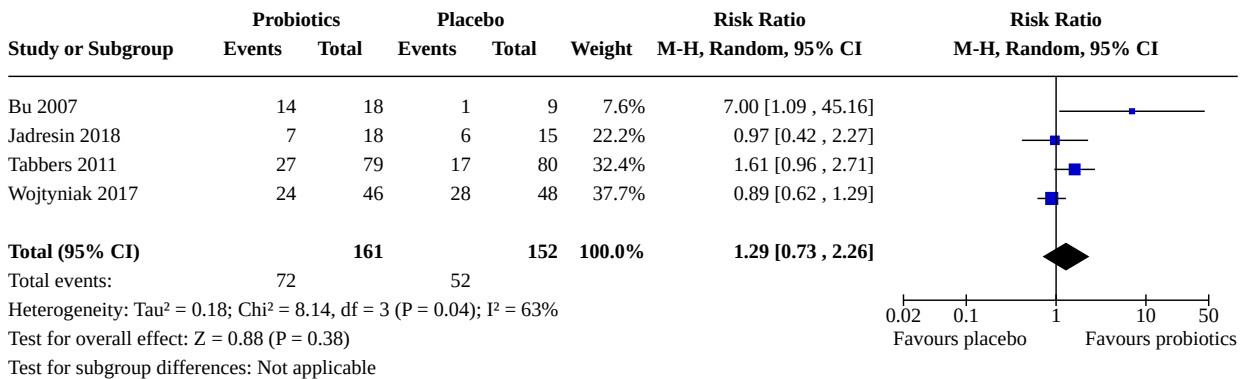 Probiotics Placebo Risk Ratio Risk Ratio
Study or Subgroup Events Total Events Total Weight M-H, Random, 95% CI M-H, Random, 95% CI
Bu 2007 14 18 1 9 7.6% 7.00 [1.09 , 45.16]
Jadresin 2018 7 18 6 15 22.2% 0.97 [0.42 , 2.27]
Tabbers 2011 27 79 17 80 32.4% 1.61 [0.96 , 2.71]
Wojtyniak 2017 24 46 28 48 37.7% 0.89 [0.62 , 1.29]
Total (95% CI) 161 152 100.0% 1.29 [0.73 , 2.26]
Total events: 72 52
Heterogeneity: Tau² = 0.18; Chi² = 8.14, df = 3 (P = 0.04); I² = 63%
0.02 0.1 1 10 50
Test for overall effect: Z = 0.88 (P = 0.38)
Favours placebo Favours probiotics
Test for subgroup differences: Not applicable